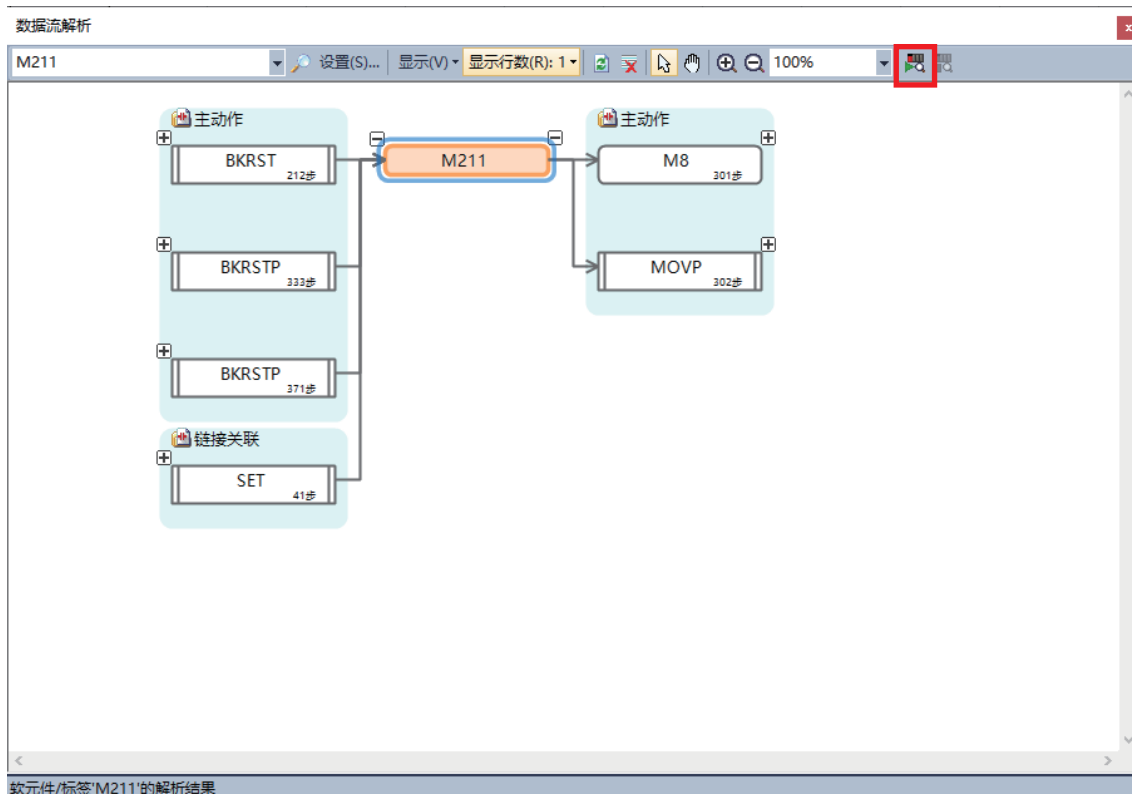 数据流解析
M211 设置(S)... 显示(V) 显示行数(R): 1 100%
主动作
BKRST
212步
BKRSTP
333步
BKRSTP
371步
链接关联
SET
41步
M211
主动作
M8
301步
MOVP
302步
软元件/标签'M211'的解析结果